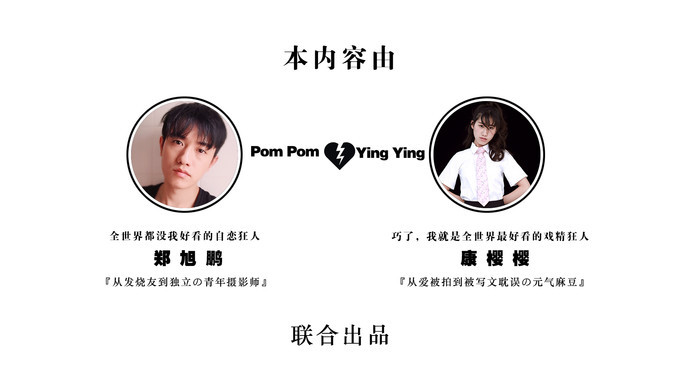 本内容由
Pom Pom
Ying Ying
全世界都没我好看的自恋狂人
巧了，我就是全世界最好看的戏精狂人
郑旭鹏
康樱樱
『从发烧友到独立の青年摄影师』
『从爱被拍到被写文耽误の元气麻豆』
联合出品